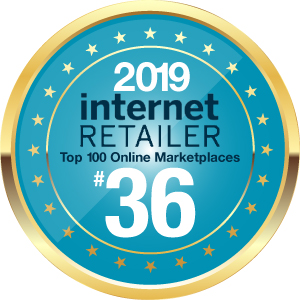 2019
internet
RETAILER
Top 100 Online Marketplaces
#36